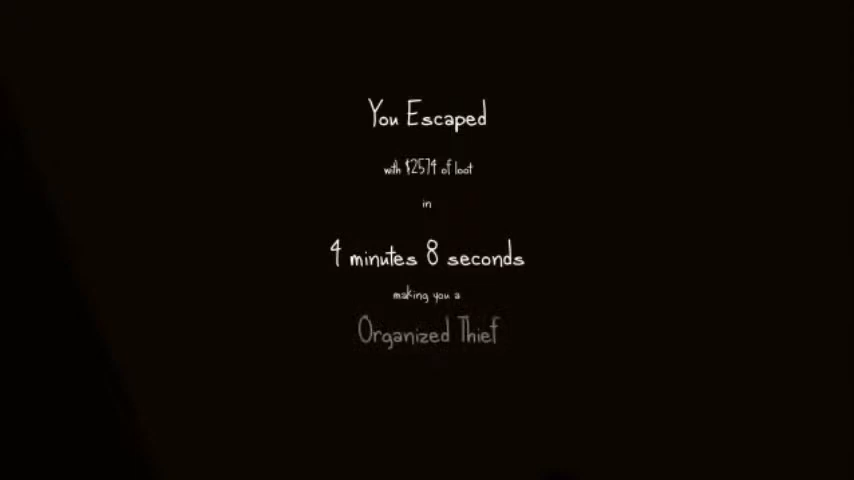 You Escaped
with $2574 of loot
in
4 minutes 8 seconds
making you a
Organized Thief